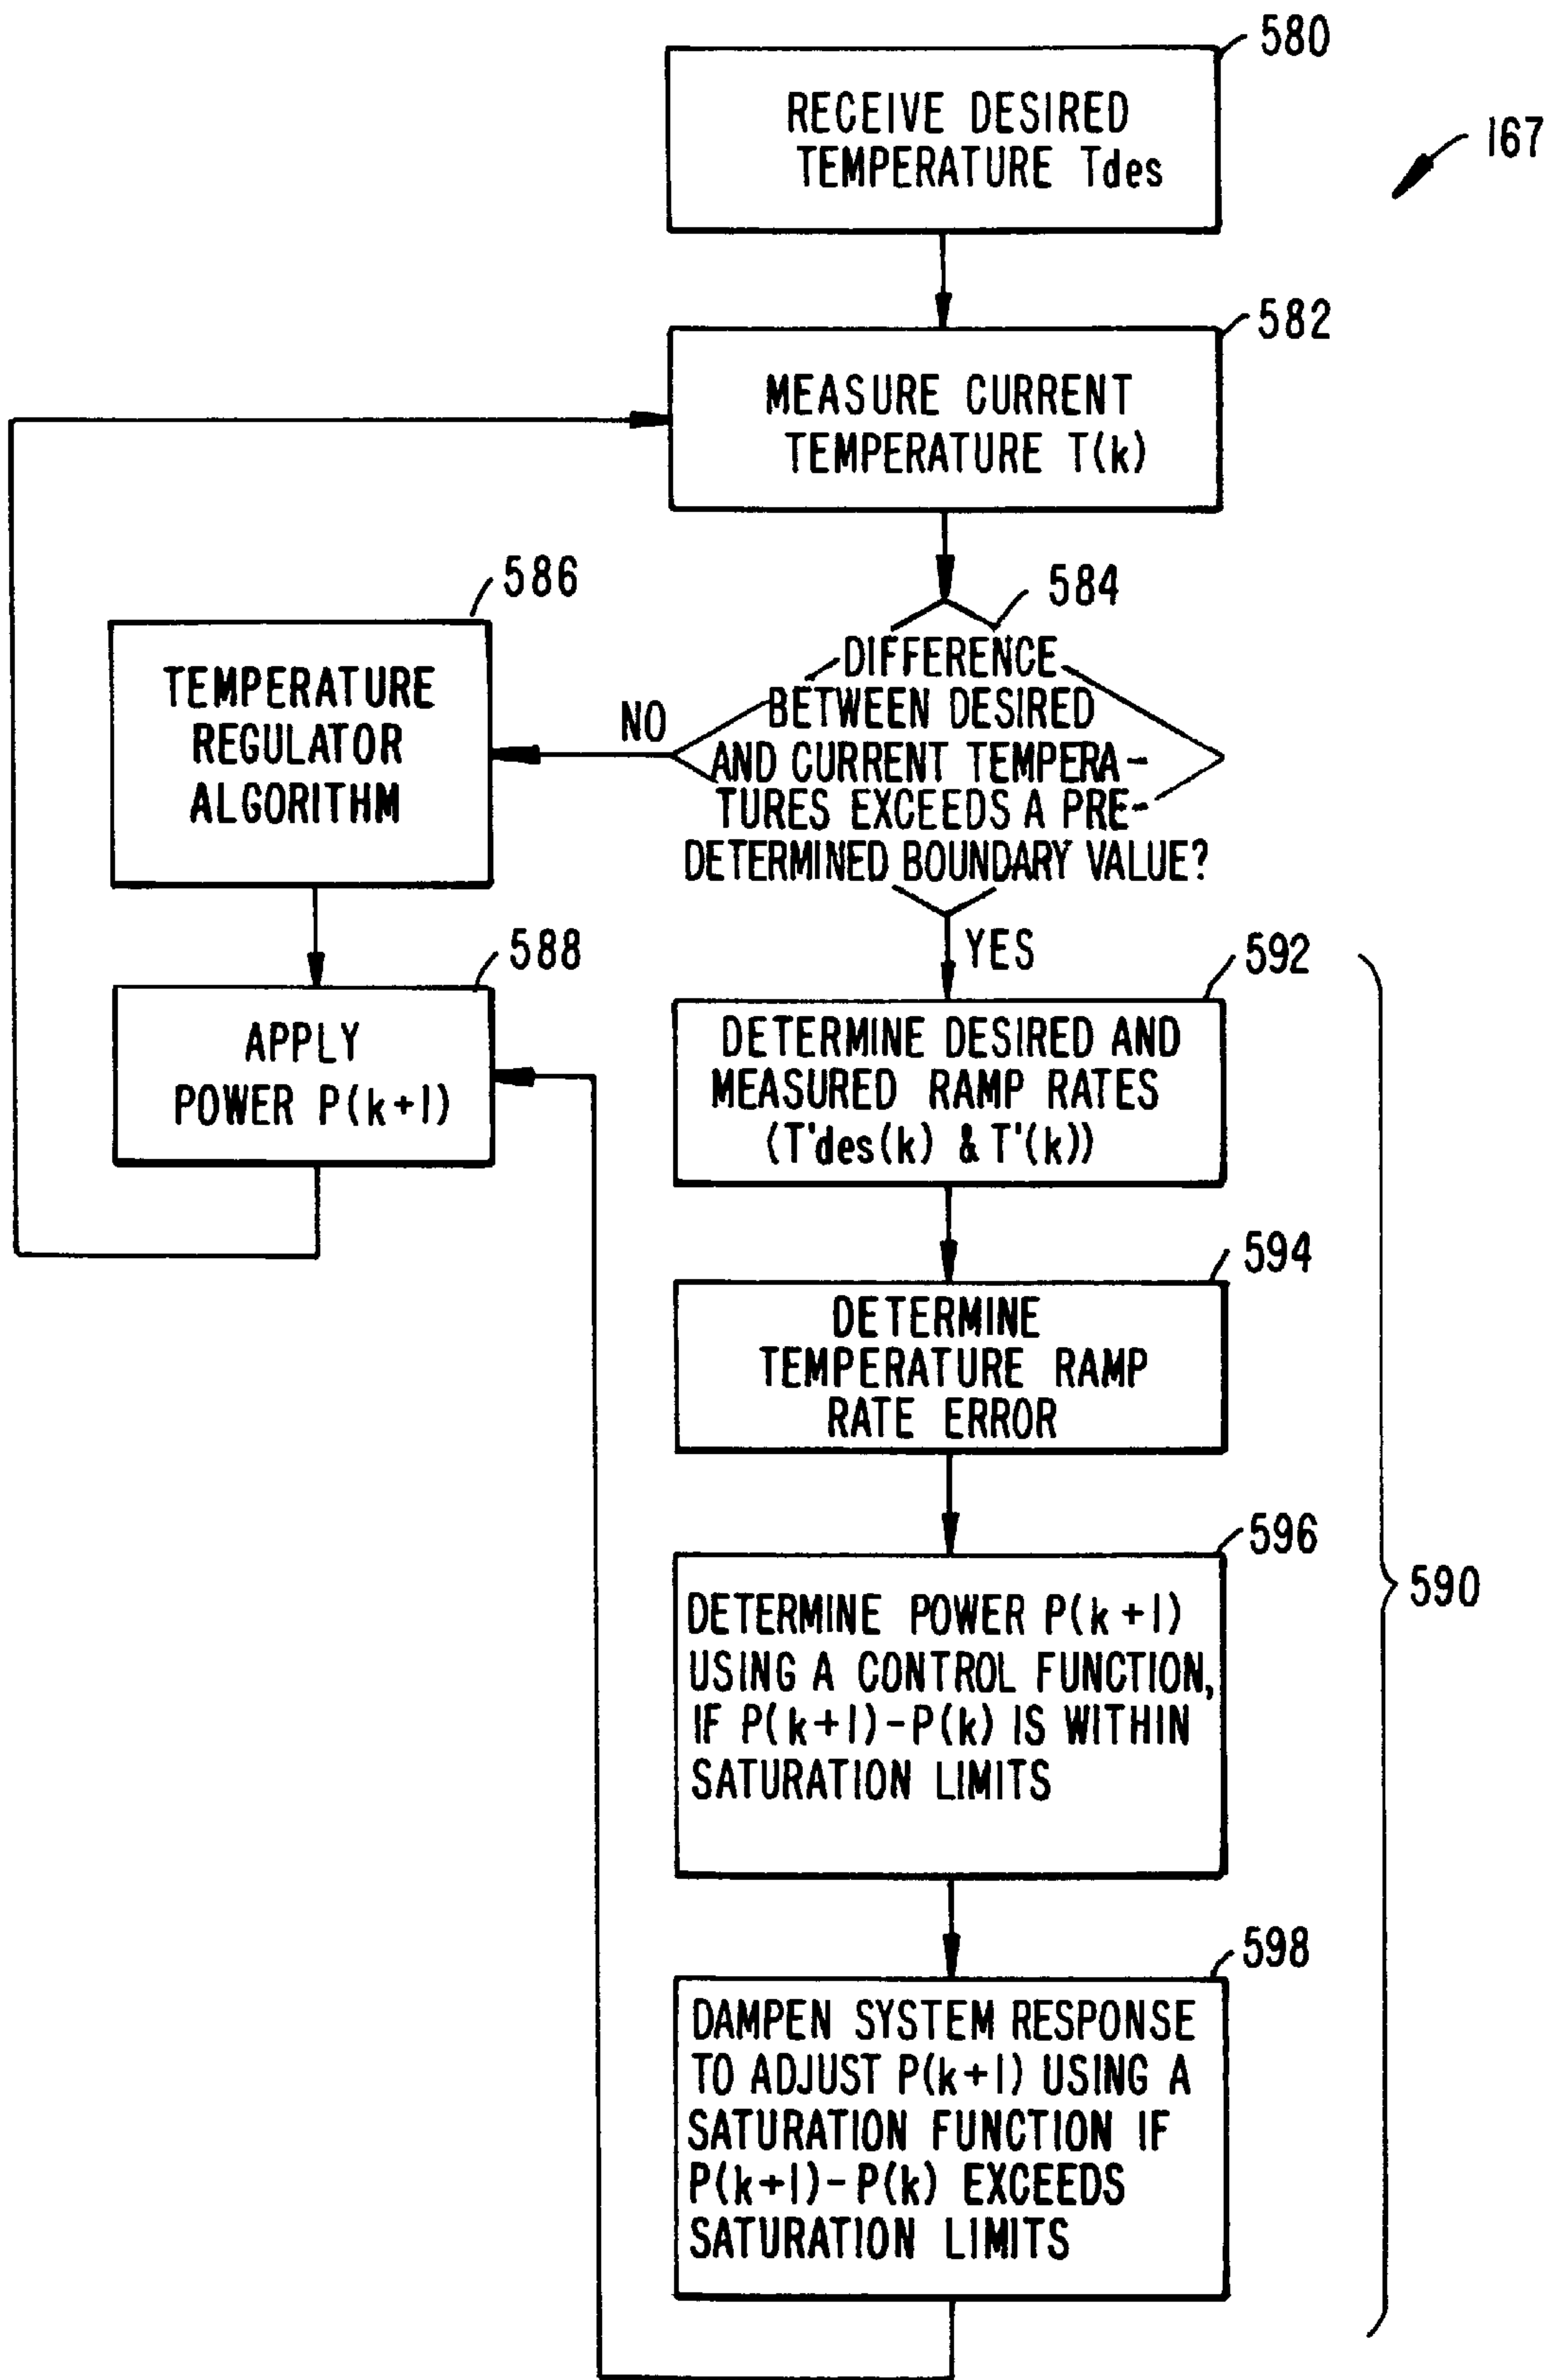 580
RECEIVE DESIRED
TEMPERATURE Tdes
167
582
MEASURE CURRENT
TEMPERATURE T(k)
584
DIFFERENCE
BETWEEN DESIRED
AND CURRENT TEMPERA-
TURES EXCEEDS A PRE-
DETERMINED BOUNDARY VALUE?
NO
586
TEMPERATURE
REGULATOR
ALGORITHM
588
APPLY
POWER P(k+1)
YES
592
DETERMINE DESIRED AND
MEASURED RAMP RATES
(T'des(k) & T'(k))
594
DETERMINE
TEMPERATURE RAMP
RATE ERROR
596
DETERMINE POWER P(k+1)
USING A CONTROL FUNCTION,
IF P(k+1)-P(k) IS WITHIN
SATURATION LIMITS
590
598
DAMPEN SYSTEM RESPONSE
TO ADJUST P(k+1) USING A
SATURATION FUNCTION IF
P(k+1)-P(k) EXCEEDS
SATURATION LIMITS